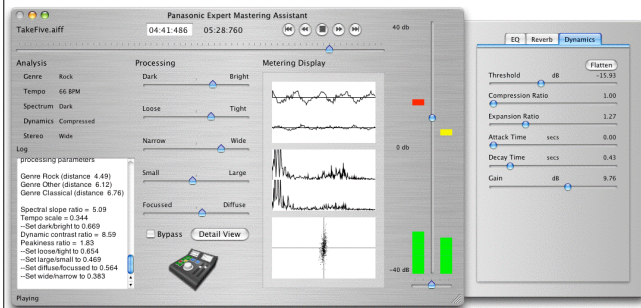 Panasonic Expert Mastering Assistant
TakeFive.aiff
04:41:486 05:28:760
40 db
Analysis
Genre Rock
Tempo 66 BPM
Spectrum Dark
Dynamics Compressed
Stereo Wide
Log
processing parameters
Genre Rock (distance 4.49)
Genre Other (distance 6.12)
Genre Classical (distance 6.76)
Spectral slope ratio = 5.09
Tempo scale = 0.344
--Set dark/bright to 0.669
Dynamic contrast ratio = 8.59
Peakiness ratio = 1.83
--Set loose/tight to 0.654
--Set large/small to 0.469
--Set diffuse/focussed to 0.564
--Set wide/narrow to 0.383
Playing
Processing
Dark Bright
Loose Tight
Narrow Wide
Small Large
Focussed Diffuse
Bypass Detail View
Metering Display
0 db
-40 dB
EQ Reverb Dynamics
Flatten
Threshold dB -15.93
Compression Ratio 1.00
Expansion Ratio 1.27
Attack Time secs 0.00
Decay Time secs 0.43
Gain dB 9.76